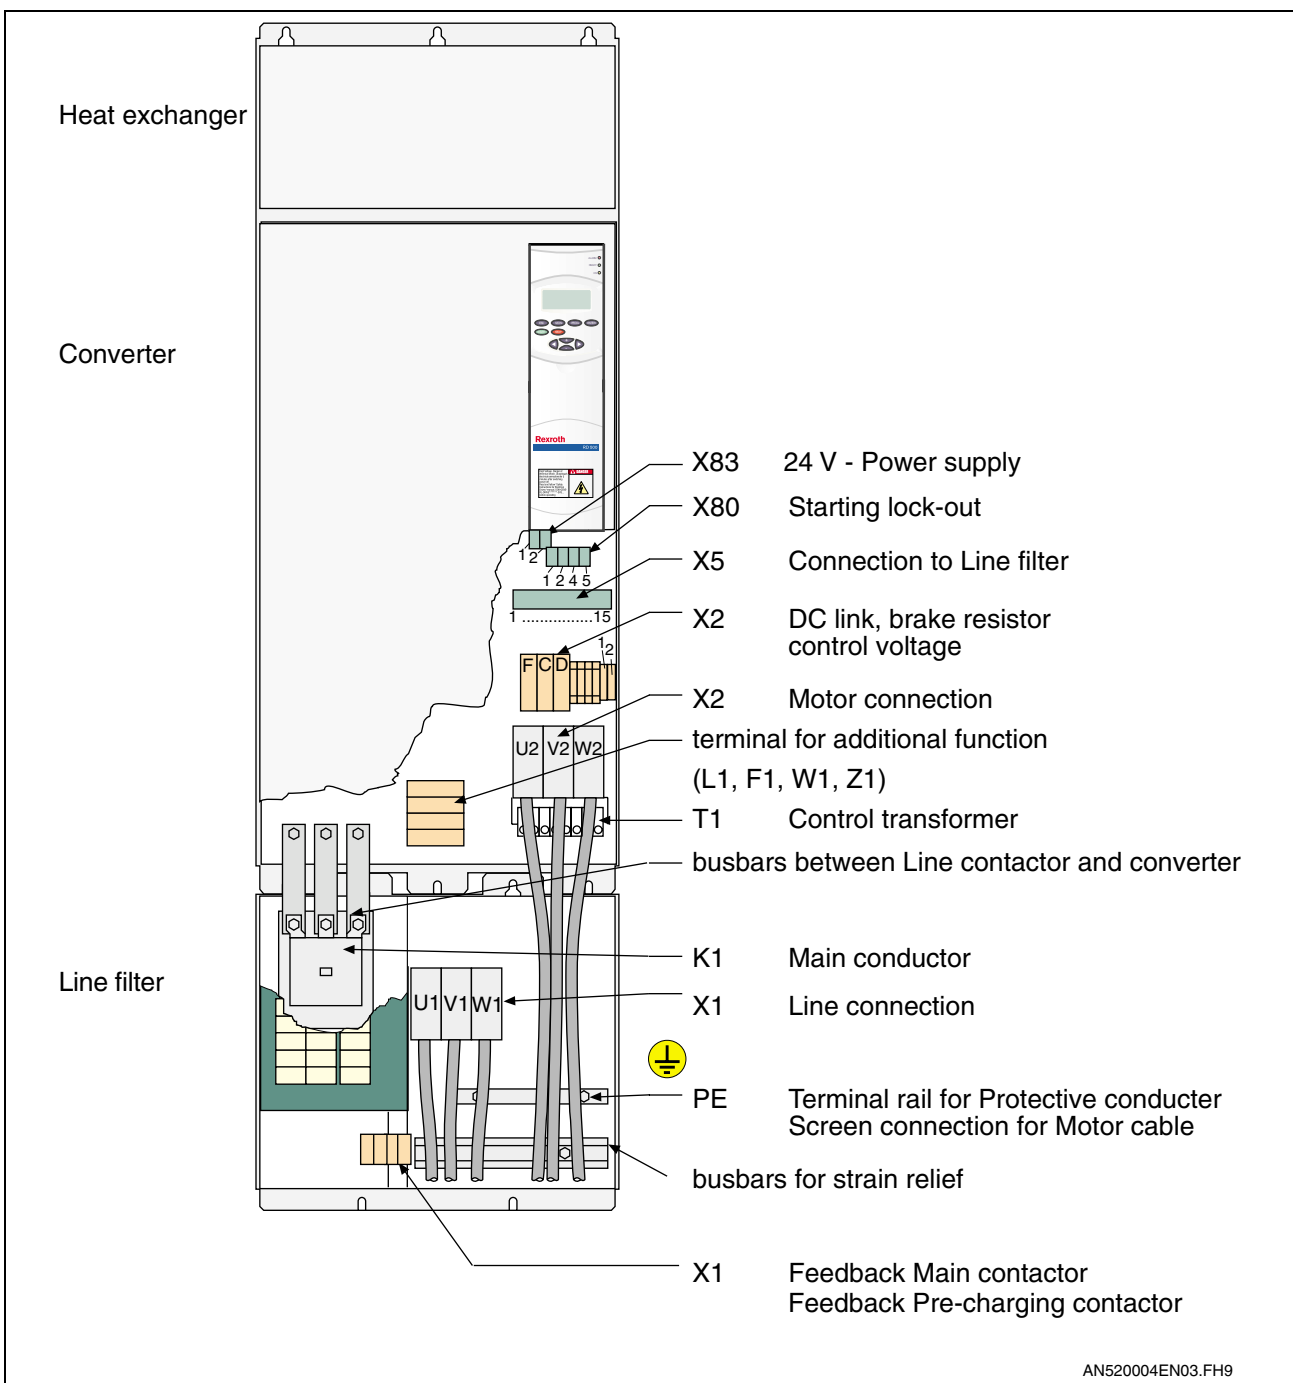 Heat exchanger
Converter
Rexroth
RD 500
DANGER
X83 24 V - Power supply
X80 Starting lock-out
1 2
1 2 4 5
X5 Connection to Line filter
1 ................ 15
X2 DC link, brake resistor
control voltage
1 2
F C D
X2 Motor connection
U2 V2 W2
terminal for additional function
(L1, F1, W1, Z1)
T1 Control transformer
busbars between Line contactor and converter
Line filter
K1 Main conductor
U1 V1 W1
X1 Line connection
PE Terminal rail for Protective conducter
Screen connection for Motor cable
busbars for strain relief
X1 Feedback Main contactor
Feedback Pre-charging contactor
AN520004EN03.FH9